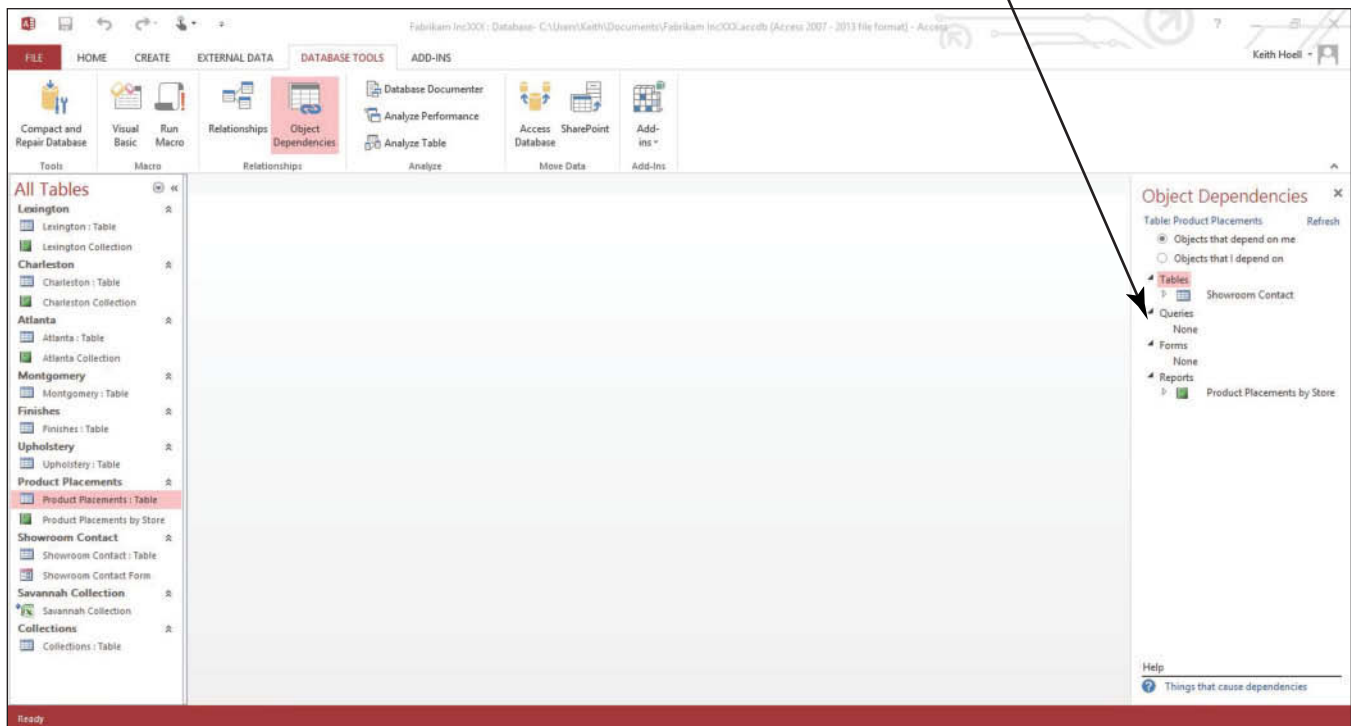 Fabrikam IncXXX : Database- C:\Users\Keith\Documents\Fabrikam IncXXX.accdb (Access 2007 - 2013 file format) - Access
?
FILE HOME CREATE EXTERNAL DATA DATABASE TOOLS ADD-INS
Keith Hoell
Compact and
Repair Database
Visual
Basic
Run
Macro
Relationships
Object
Dependencies
Database Documenter
Analyze Performance
Analyze Table
Access
Database
SharePoint
Add-
ins
Tools
Macro
Relationships
Analyze
Move Data
Add-Ins
All Tables
Lexington
Lexington : Table
Lexington Collection
Charleston
Charleston : Table
Charleston Collection
Atlanta
Atlanta : Table
Atlanta Collection
Montgomery
Montgomery : Table
Finishes
Finishes : Table
Upholstery
Upholstery : Table
Product Placements
Product Placements : Table
Product Placements by Store
Showroom Contact
Showroom Contact : Table
Showroom Contact Form
Savannah Collection
Savannah Collection
Collections
Collections : Table
Object Dependencies
Table: Product Placements Refresh
Objects that depend on me
Objects that I depend on
Tables
Showroom Contact
Queries
None
Forms
None
Reports
Product Placements by Store
Help
Things that cause dependencies
Ready